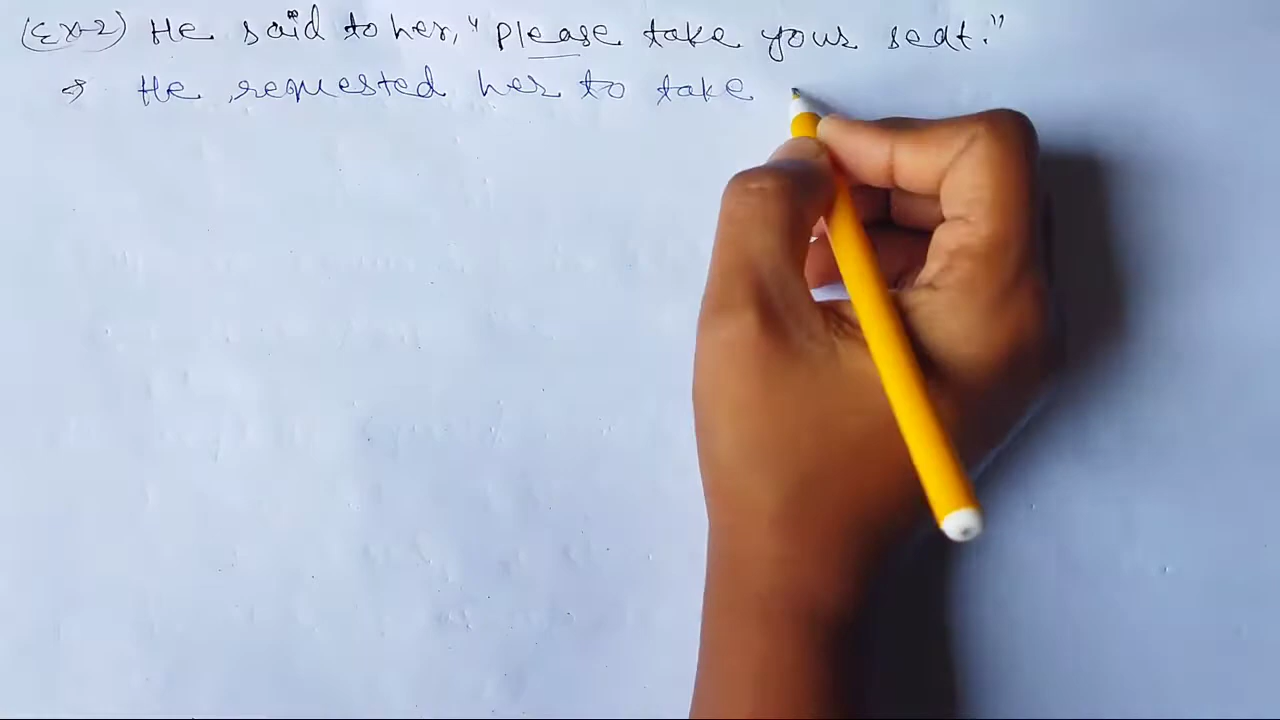 (Ex-2) He said to her, "please take your seat."
⇒ He requested her to take